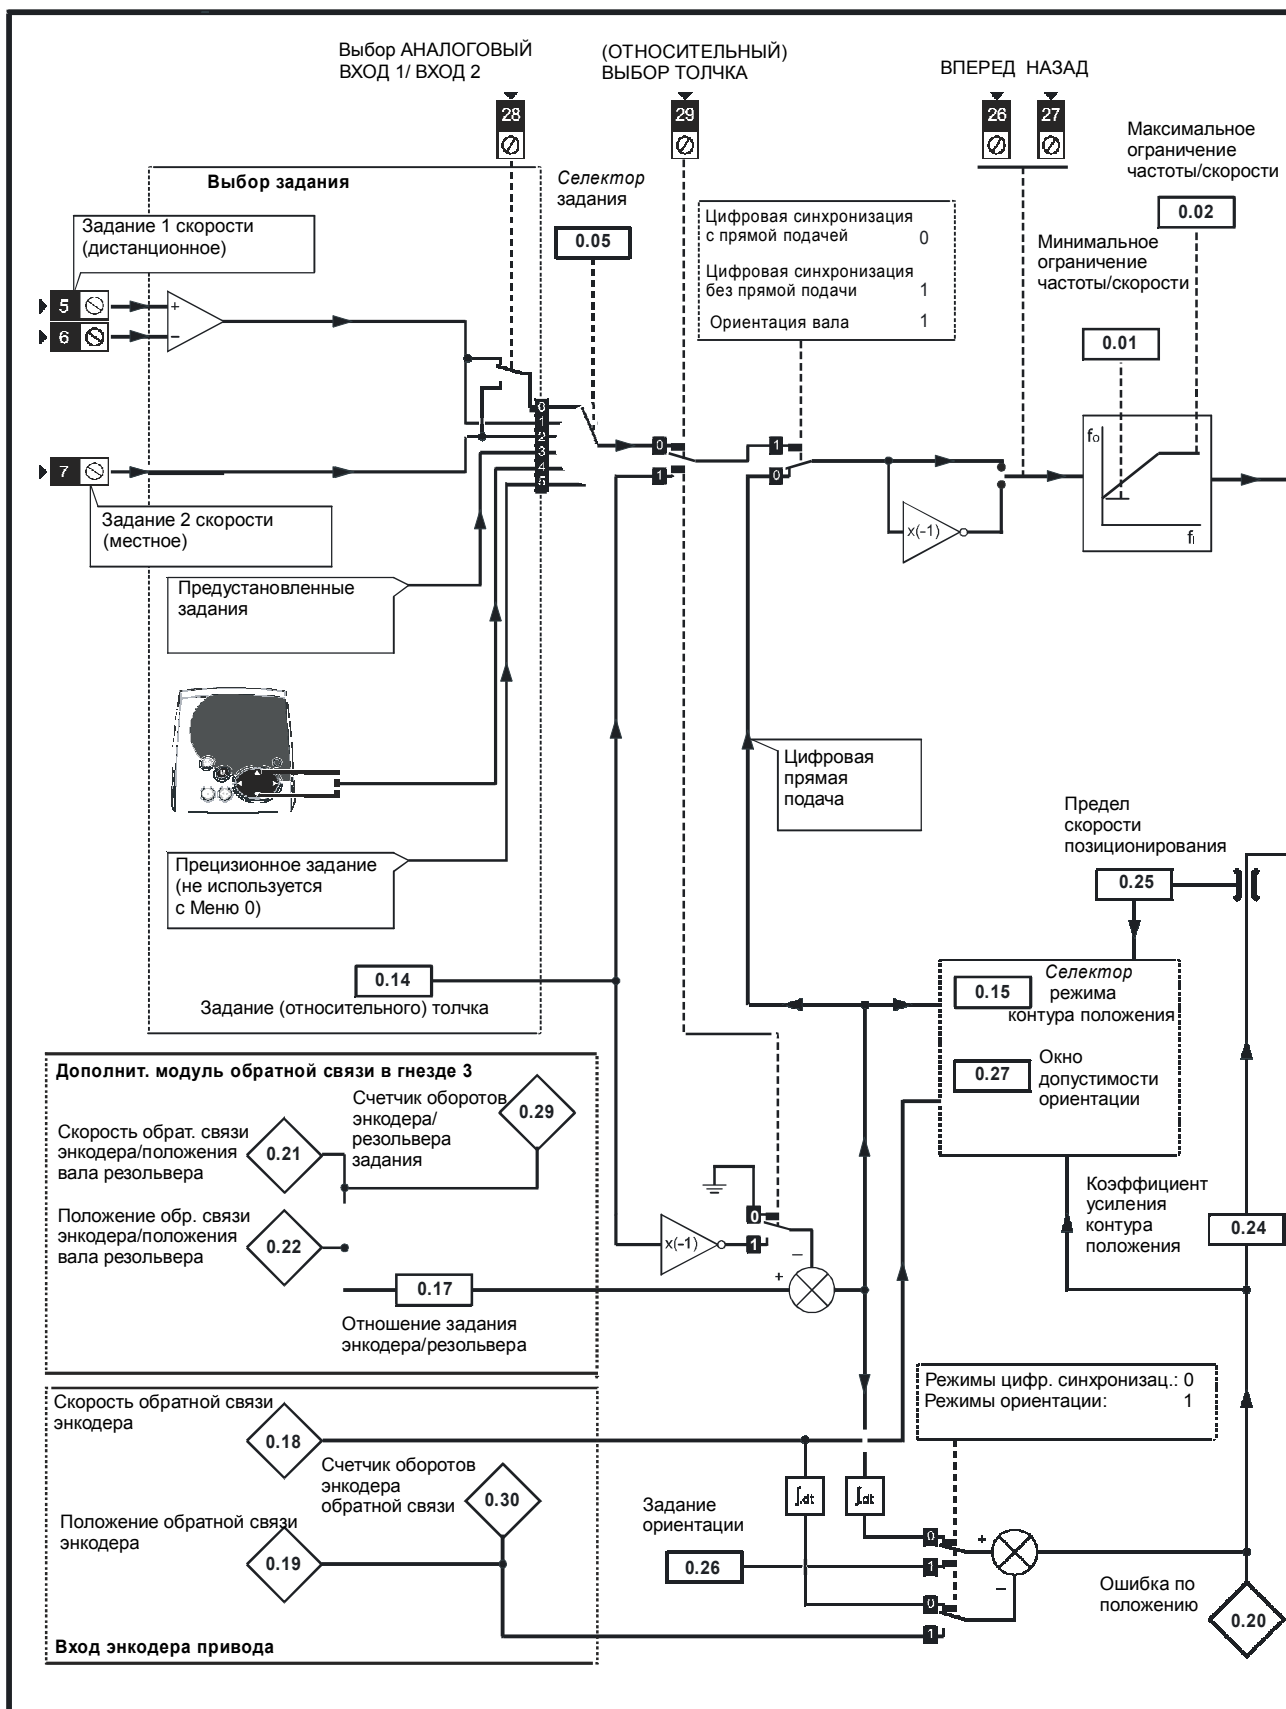 Выбор АНАЛОГОВЫЙ
ВХОД 1/ ВХОД 2
(ОТНОСИТЕЛЬНЫЙ)
ВЫБОР ТОЛЧКА
ВПЕРЕД НАЗАД
28
29
26
27
Максимальное
ограничение
частоты/скорости
0.02
Выбор задания
Селектор
задания
0.05
Задание 1 скорости
(дистанционное)
Цифровая синхронизация
с прямой подачей 0
Цифровая синхронизация
без прямой подачи 1
Ориентация вала 1
Минимальное
ограничение
частоты/скорости
0.01
5
6
+
−
0
1
2
3
4
5
0
1
1
0
fo
fi
x(-1)
7
Задание 2 скорости
(местное)
Предустановленные
задания
Цифровая
прямая
подача
Прецизионное задание
(не используется
с Меню 0)
Предел
скорости
позиционирования
0.25
0.14
Задание (относительного) толчка
0.15
Селектор
режима
контура положения
0.27
Окно
допустимости
ориентации
Дополнит. модуль обратной связи в гнезде 3
Счетчик оборотов
энкодера/
резольвера
задания
0.29
Скорость обрат. связи
энкодера/положения
вала резольвера
0.21
Положение обр. связи
энкодера/положения
вала резольвера
0.22
x(-1)
0
1
−
+
Коэффициент
усиления
контура
положения
0.24
0.17
Отношение задания
энкодера/резольвера
Режимы цифр. синхронизац.: 0
Режимы ориентации: 1
Скорость обратной связи
энкодера
0.18
Счетчик оборотов
энкодера
обратной связи
0.30
∫.dt
∫.dt
Положение обратной связи
энкодера
0.19
Задание
ориентации
0.26
0
1
0
1
+
−
Ошибка по
положению
0.20
Вход энкодера привода